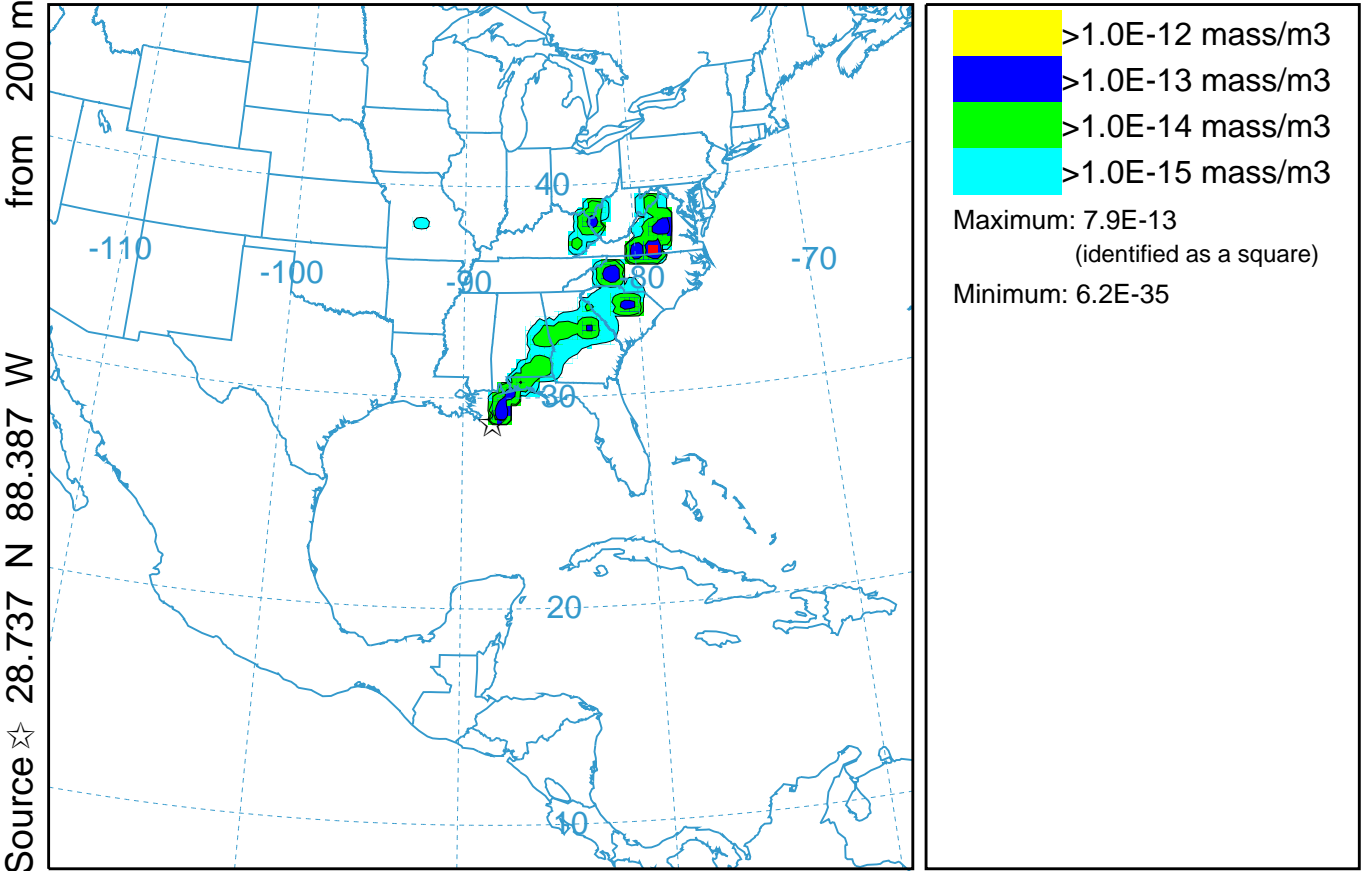 Source ☆ 28.737 N 88.387 W from 200 m
40
-110
-100
-90
80
-70
30
20
10
>1.0E-12 mass/m3
>1.0E-13 mass/m3
>1.0E-14 mass/m3
>1.0E-15 mass/m3
Maximum: 7.9E-13
(identified as a square)
Minimum: 6.2E-35